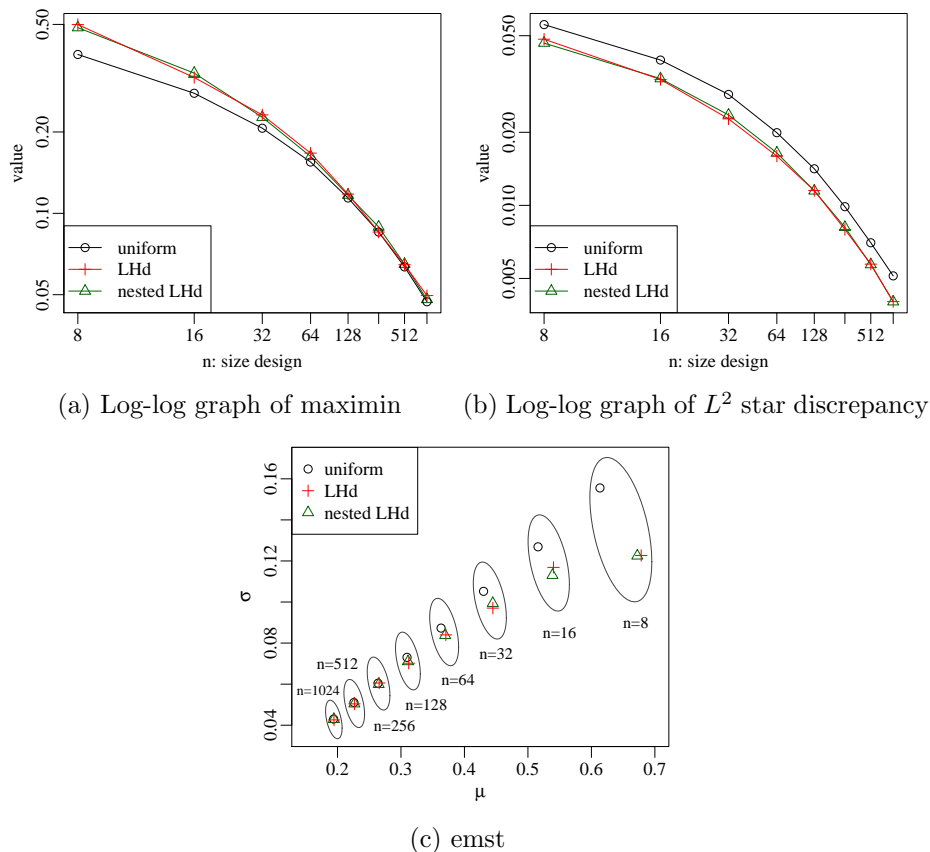 0.50
0.20
0.10
0.05
value
uniform
LHd
nested LHd
8 16 32 64 128 512
n: size design
(a) Log-log graph of maximin
0.050
0.020
0.010
0.005
value
uniform
LHd
nested LHd
8 16 32 64 128 512
n: size design
(b) Log-log graph of L² star discrepancy
0.16
0.12
0.08
0.04
σ
uniform
LHd
nested LHd
n=8
n=16
n=32
n=64
n=128
n=256
n=512
n=1024
0.2 0.3 0.4 0.5 0.6 0.7
μ
(c) emst